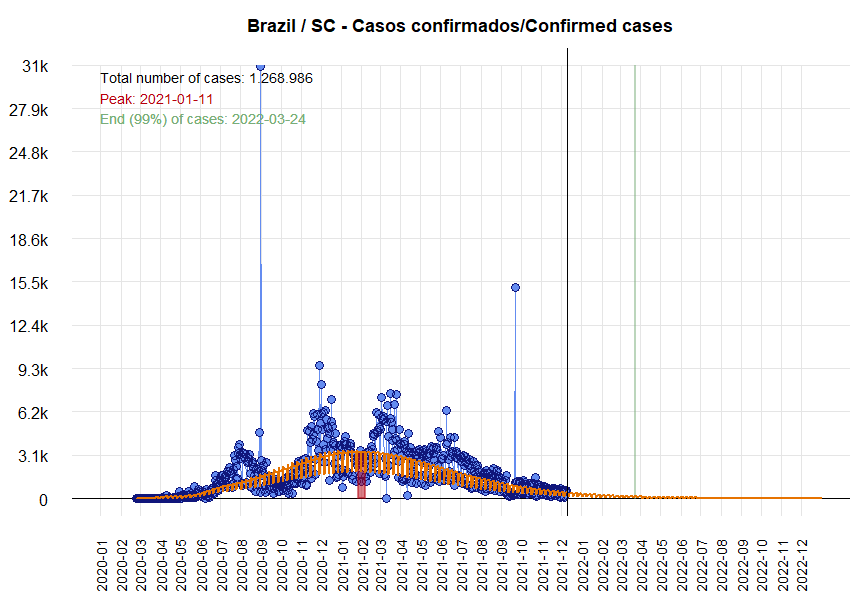 Brazil / SC - Casos confirmados/Confirmed cases
31k
Total number of cases: 1.268.986
Peak: 2021-01-11
27.9k
End (99%) of cases: 2022-03-24
24.8k
21.7k
18.6k
15.5k
12.4k
9.3k
6.2k
3.1k
0
2020-01
2020-02
2020-03
2020-04
2020-05
2020-06
2020-07
2020-08
2020-09
2020-10
2020-11
2020-12
2021-01
2021-02
2021-03
2021-04
2021-05
2021-06
2021-07
2021-08
2021-09
2021-10
2021-11
2021-12
2022-01
2022-02
2022-03
2022-04
2022-05
2022-06
2022-07
2022-08
2022-09
2022-10
2022-11
2022-12